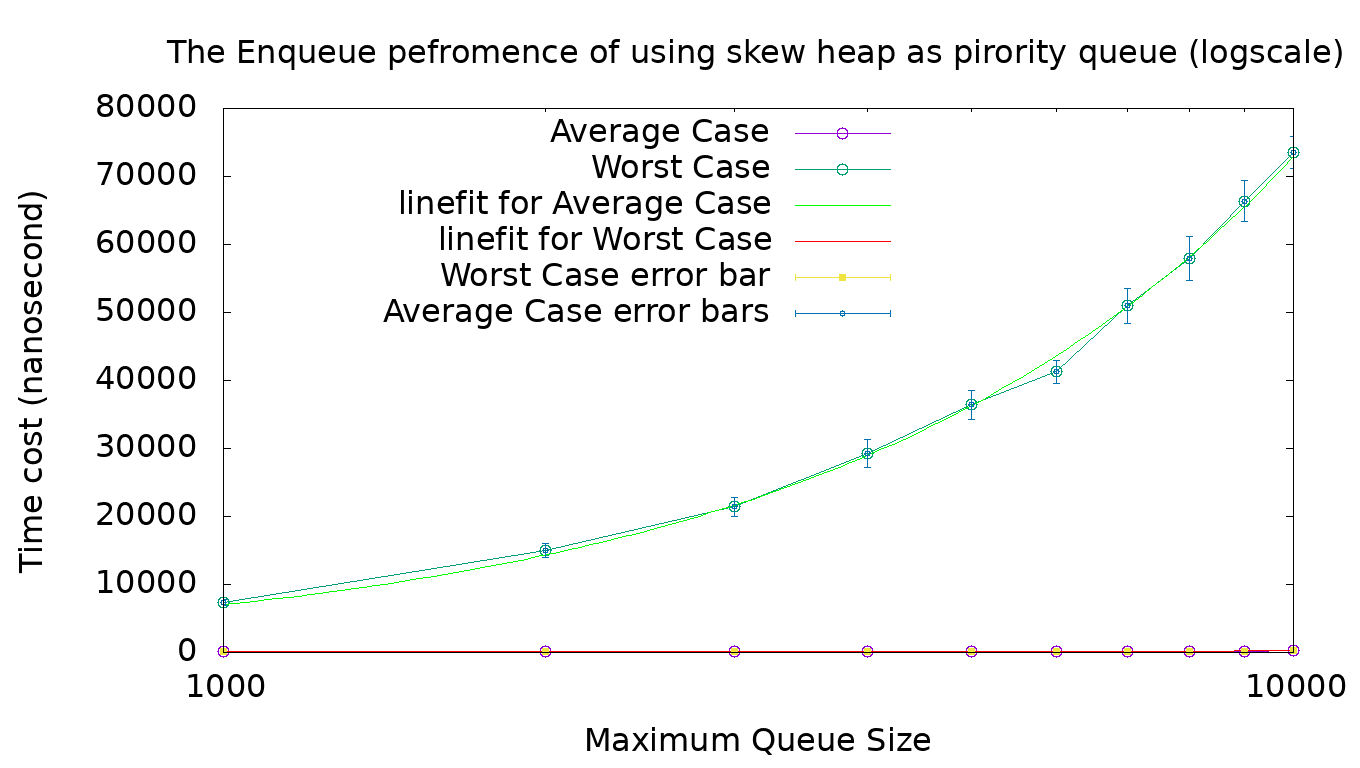 The Enqueue pefromence of using skew heap as pirority queue (logscale)
80000
70000
60000
50000
40000
30000
20000
10000
0
Time cost (nanosecond)
Average Case
Worst Case
linefit for Average Case
linefit for Worst Case
Worst Case error bar
Average Case error bars
1000
10000
Maximum Queue Size